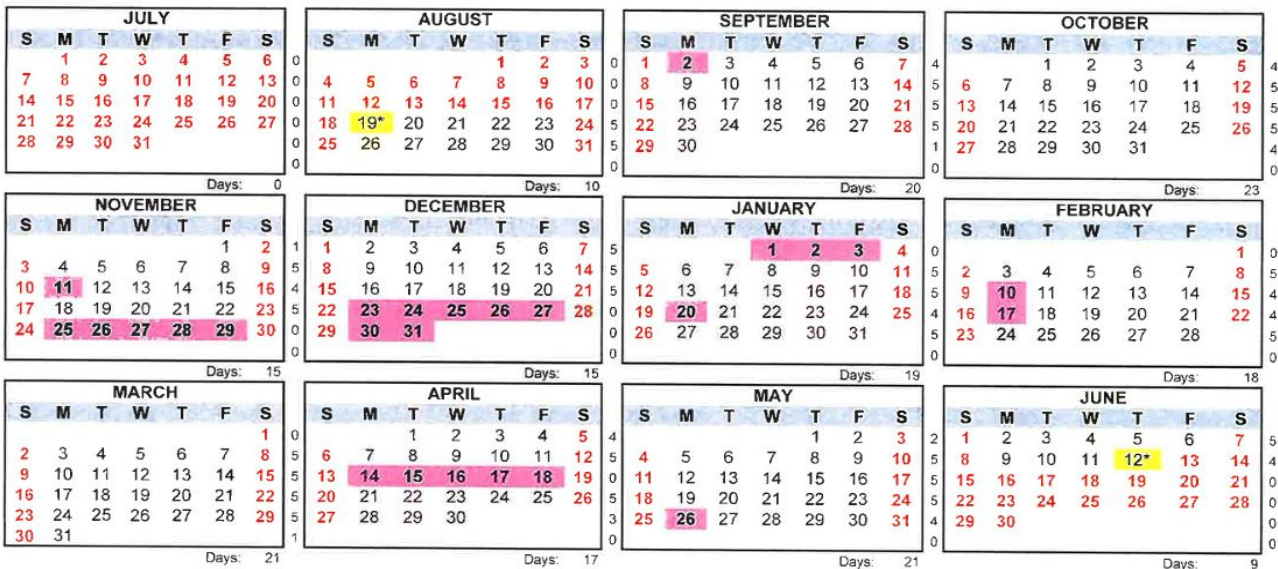 JULY
S M T W T F S
1 2 3 4 5 6 0
7 8 9 10 11 12 13 0
14 15 16 17 18 19 20 0
21 22 23 24 25 26 27 0
28 29 30 31 0
0
Days: 0
AUGUST
S M T W T F S
1 2 3 0
4 5 6 7 8 9 10 0
11 12 13 14 15 16 17 0
18 19* 20 21 22 23 24 5
25 26 27 28 29 30 31 5
0
Days: 10
SEPTEMBER
S M T W T F S
1 2 3 4 5 6 7 4
8 9 10 11 12 13 14 5
15 16 17 18 19 20 21 5
22 23 24 25 26 27 28 5
29 30 1
0
Days: 20
OCTOBER
S M T W T F S
1 2 3 4 5 4
6 7 8 9 10 11 12 5
13 14 15 16 17 18 19 5
20 21 22 23 24 25 26 5
27 28 29 30 31 4
0
Days: 23
NOVEMBER
S M T W T F S
1 2 1
3 4 5 6 7 8 9 5
10 11 12 13 14 15 16 4
17 18 19 20 21 22 23 5
24 25 26 27 28 29 30 0
0
Days: 15
DECEMBER
S M T W T F S
1 2 3 4 5 6 7 5
8 9 10 11 12 13 14 5
15 16 17 18 19 20 21 5
22 23 24 25 26 27 28 0
29 30 31 0
0
Days: 15
JANUARY
S M T W T F S
1 2 3 4 0
5 6 7 8 9 10 11 5
12 13 14 15 16 17 18 5
19 20 21 22 23 24 25 4
26 27 28 29 30 31 5
0
Days: 19
FEBRUARY
S M T W T F S
1 0
2 3 4 5 6 7 8 5
9 10 11 12 13 14 15 4
16 17 18 19 20 21 22 4
23 24 25 26 27 28 5
0
Days: 18
MARCH
S M T W T F S
1 0
2 3 4 5 6 7 8 5
9 10 11 12 13 14 15 5
16 17 18 19 20 21 22 5
23 24 25 26 27 28 29 5
30 31 1
Days: 21
APRIL
S M T W T F S
1 2 3 4 5 4
6 7 8 9 10 11 12 5
13 14 15 16 17 18 19 0
20 21 22 23 24 25 26 5
27 28 29 30 3
0
Days: 17
MAY
S M T W T F S
1 2 3 2
4 5 6 7 8 9 10 5
11 12 13 14 15 16 17 5
18 19 20 21 22 23 24 5
25 26 27 28 29 30 31 4
0
Days: 21
JUNE
S M T W T F S
1 2 3 4 5 6 7 5
8 9 10 11 12* 13 14 4
15 16 17 18 19 20 21 0
22 23 24 25 26 27 28 0
29 30 0
0
Days: 9